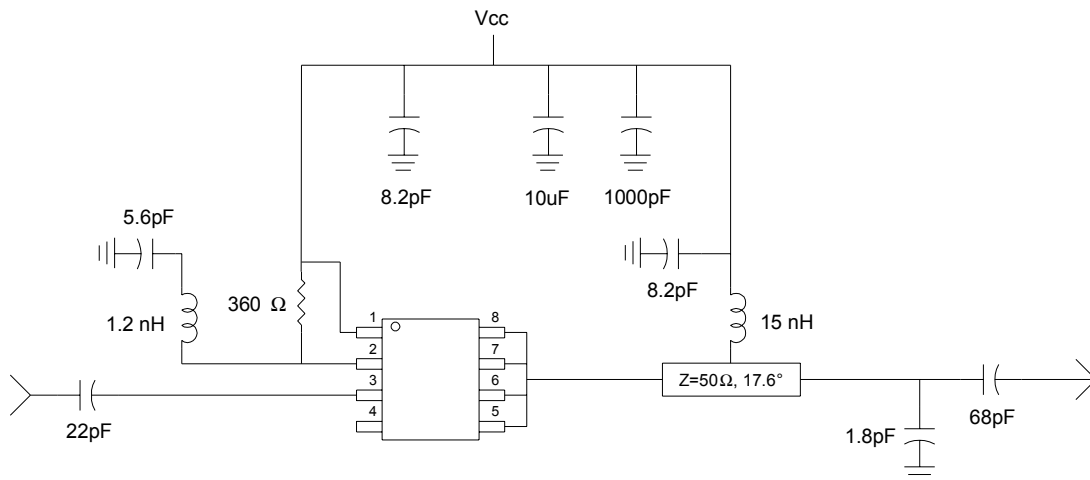 Vcc
8.2pF
10uF
1000pF
5.6pF
8.2pF
360 Ω
1.2 nH
15 nH
1
8
2
7
3
6
4
5
Z=50Ω, 17.6°
22pF
1.8pF
68pF